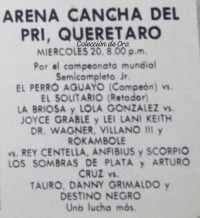 ARENA CANCHA DEL
PRI, QUERETARO
Colección de Oro
MIERCOLES 20, 8.00 p.m.
Por el campeonato mundial
Semicompleto Jr.
EL PERRO AGUAYO (Campeón) vs.
EL SOLITARIO (Retador)
LA BRIOSA y LOLA GONZALEZ vs.
JOYCE GRABLE y LEI LANI KEITH
DR. WAGNER, VILLANO III y
ROKAMBOLE
vs. REY CENTELLA, ANFIBIUS y SCORPIO
LOS SOMBRAS DE PLATA y ARTURO
CRUZ vs.
TAURO, DANNY GRIMALDO y
DESTINO NEGRO
Una lucha más.